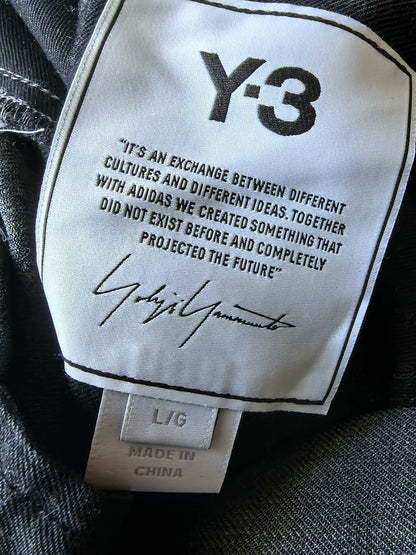 Y-3
"IT'S AN EXCHANGE BETWEEN DIFFERENT
CULTURES AND DIFFERENT IDEAS. TOGETHER
WITH ADIDAS WE CREATED SOMETHING THAT
DID NOT EXIST BEFORE AND COMPLETELY
PROJECTED THE FUTURE"
Yohji Yamamoto
L/G
MADE IN
CHINA